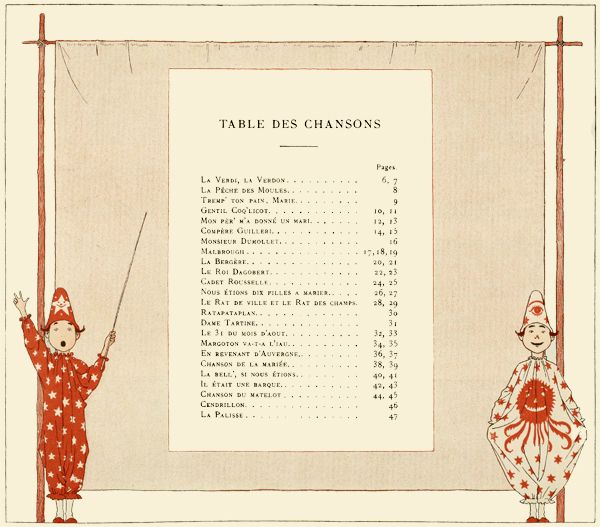 TABLE DES CHANSONS
Pages.
LA VERDI, LA VERDON. . . . . . . . . . 6, 7
LA PÊCHE DES MOULES. . . . . . . . . . 8
TREMP' TON PAIN, MARIE. . . . . . . . . 9
GENTIL COQ'LICOT. . . . . . . . . . . 10, 11
MON PÈR' M'A DONNÉ UN MARI. . . . . . . 12, 13
COMPÈRE GUILLERI. . . . . . . . . . . 14, 15
MONSIEUR DUMOLLET. . . . . . . . . . . 16
MALBROUGH. . . . . . . . . . . . . 17, 18, 19
LA BERGÈRE. . . . . . . . . . . . . 20, 21
LE ROI DAGOBERT. . . . . . . . . . . 22, 23
CADET ROUSSELLE. . . . . . . . . . . 24, 25
NOUS ÉTIONS DIX FILLES A MARIER. . . . . 26, 27
LE RAT DE VILLE ET LE RAT DES CHAMPS. 28, 29
RATAPATAPLAN. . . . . . . . . . . . 30
DAME TARTINE. . . . . . . . . . . . 31
LE 31 DU MOIS D'AOUT. . . . . . . . . 32, 33
MARGOTON VA-T-A L'IAU. . . . . . . . . 34, 35
EN REVENANT D'AUVERGNE. . . . . . . . 36, 37
CHANSON DE LA MARIÉE. . . . . . . . . 38, 39
LA BELL', SI NOUS ÉTIONS. . . . . . . . 40, 41
IL ÉTAIT UNE BARQUE. . . . . . . . . . 42, 43
CHANSON DU MATELOT. . . . . . . . . . 44, 45
CENDRILLON. . . . . . . . . . . . . 46
LA PALISSE. . . . . . . . . . . . . 47